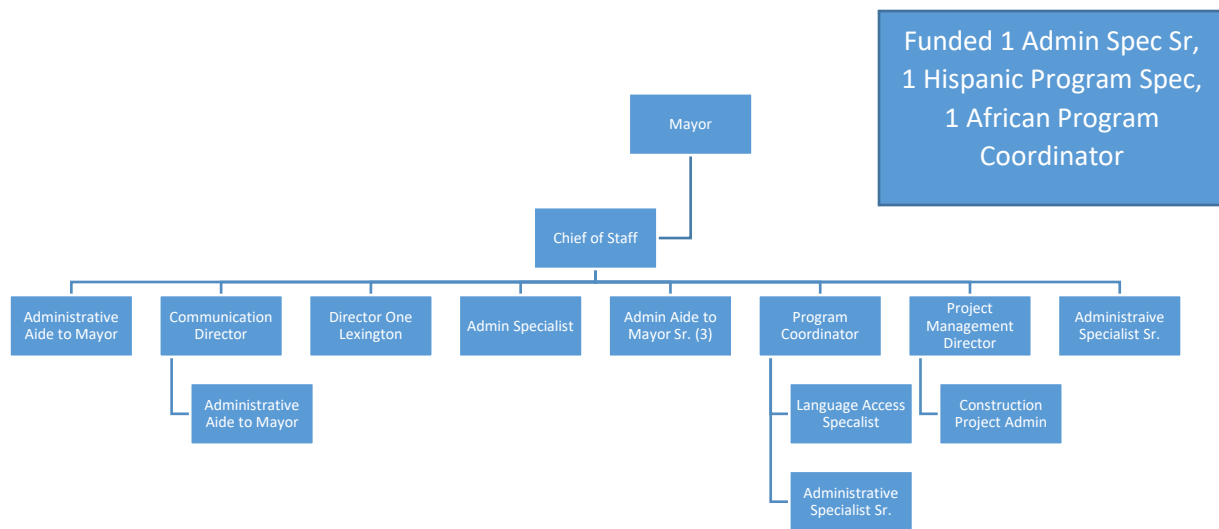 Funded 1 Admin Spec Sr,
1 Hispanic Program Spec,
1 African Program
Coordinator
Mayor
Chief of Staff
Administrative
Aide to Mayor
Communication
Director
Director One
Lexington
Admin Specialist
Admin Aide to
Mayor Sr. (3)
Program
Coordinator
Project
Management
Director
Administraive
Specialist Sr.
Administrative
Aide to Mayor
Language Access
Specalist
Construction
Project Admin
Administrative
Specialist Sr.